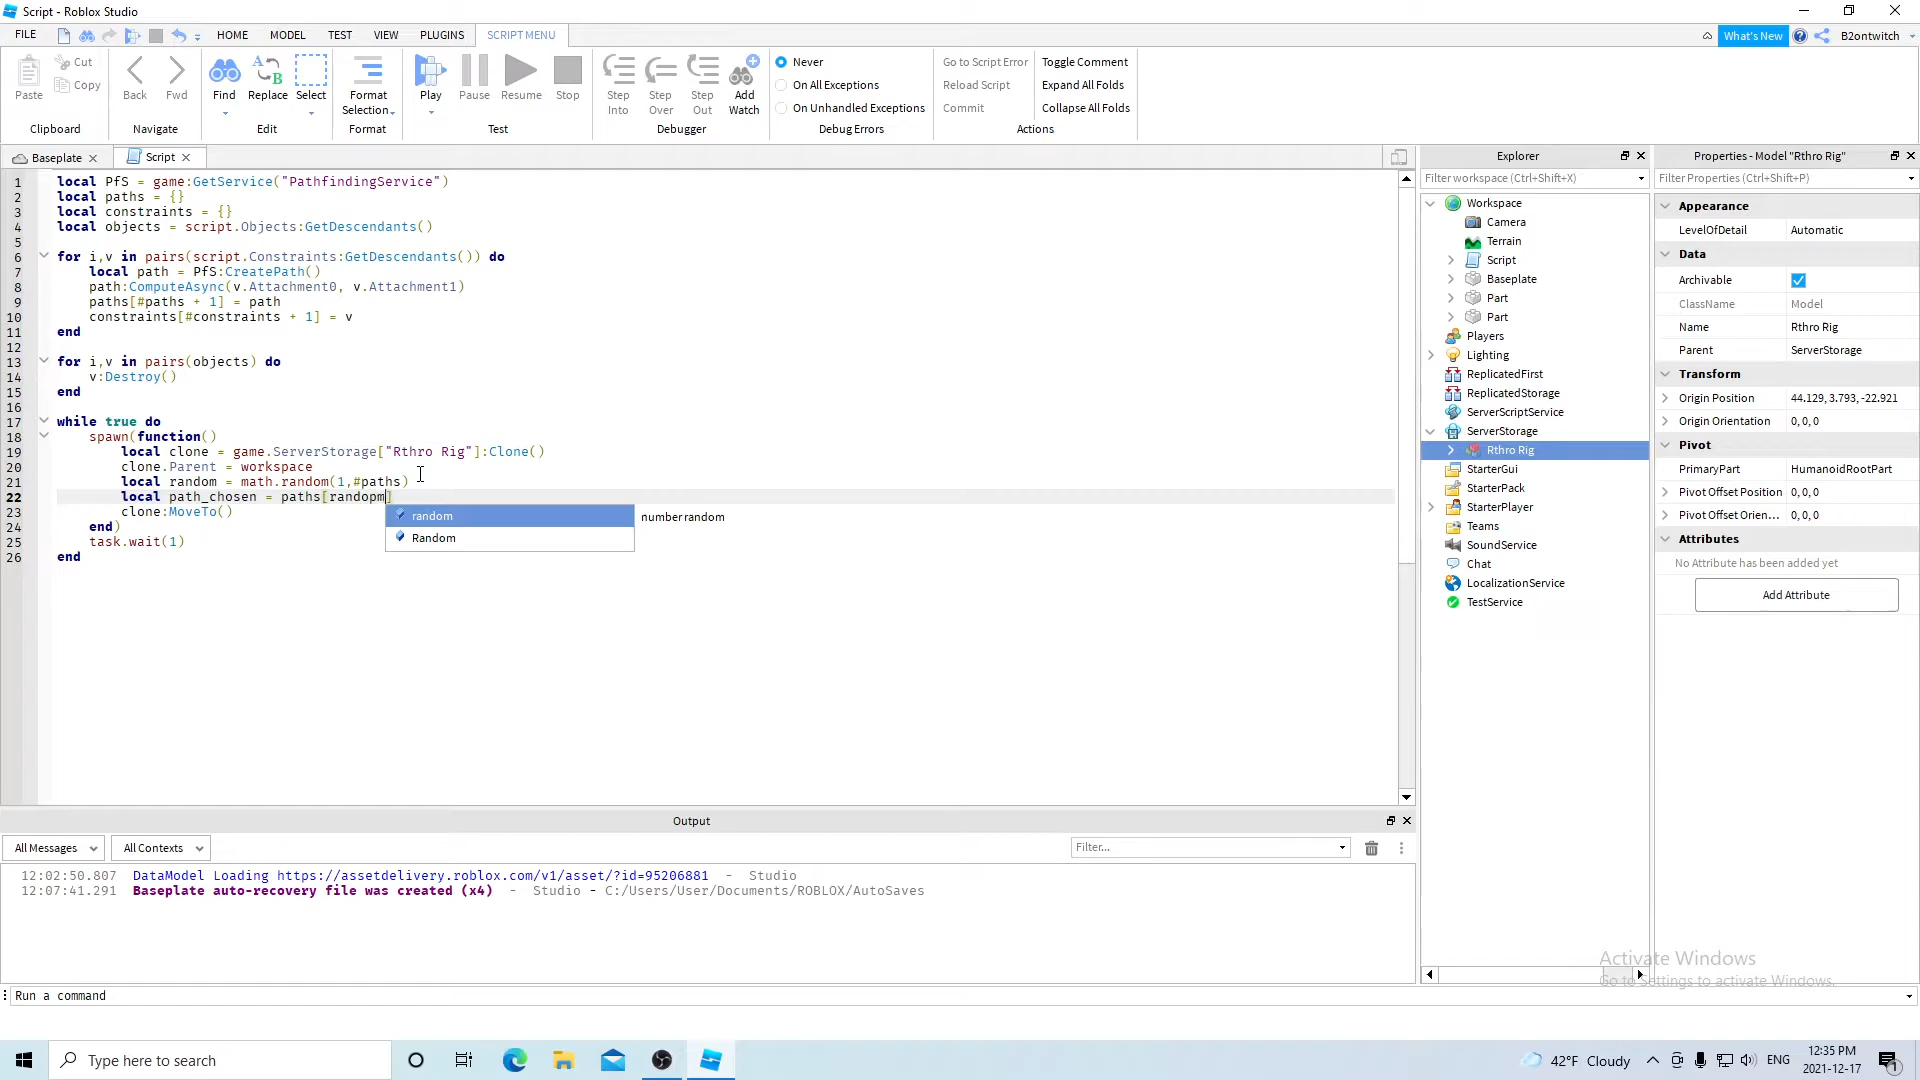 Script - Roblox Studio
FILE HOME MODEL TEST VIEW PLUGINS SCRIPT MENU What's New B2ontwitch
Paste Cut Copy Back Fwd Find Replace Select Format Selection Play Pause Resume Stop Step Into Step Over Step Out Add Watch
Never
On All Exceptions
On Unhandled Exceptions
Go to Script Error
Reload Script
Commit
Toggle Comment
Expand All Folds
Collapse All Folds
Clipboard Navigate Edit Format Test Debugger Debug Errors Actions
Baseplate Script
1 local PfS = game:GetService("PathfindingService")
2 local paths = {}
3 local constraints = {}
4 local objects = script.Objects:GetDescendants()
5
6 for i,v in pairs(script.Constraints:GetDescendants()) do
7 local path = PfS:CreatePath()
8 path:ComputeAsync(v.Attachment0, v.Attachment1)
9 paths[#paths + 1] = path
10 constraints[#constraints + 1] = v
11 end
12
13 for i,v in pairs(objects) do
14 v:Destroy()
15 end
16
17 while true do
18 spawn(function()
19 local clone = game.ServerStorage["Rthro Rig"]:Clone()
20 clone.Parent = workspace
21 local random = math.random(1,#paths)
22 local path_chosen = paths[randopm]
23 clone:MoveTo()
24 end)
25 task.wait(1)
26 end
random number random
Random
Explorer
Filter workspace (Ctrl+Shift+X)
Workspace
Camera
Terrain
Script
Baseplate
Part
Part
Players
Lighting
ReplicatedFirst
ReplicatedStorage
ServerScriptService
ServerStorage
Rthro Rig
StarterGui
StarterPack
StarterPlayer
Teams
SoundService
Chat
LocalizationService
TestService
Properties - Model "Rthro Rig"
Filter Properties (Ctrl+Shift+P)
Appearance
LevelOfDetail Automatic
Data
Archivable
ClassName Model
Name Rthro Rig
Parent ServerStorage
Transform
Origin Position 44.129, 3.793, -22.921
Origin Orientation 0, 0, 0
Pivot
PrimaryPart HumanoidRootPart
Pivot Offset Position 0, 0, 0
Pivot Offset Orien... 0, 0, 0
Attributes
No Attribute has been added yet
Add Attribute
Output
All Messages All Contexts Filter...
12:02:50.807 DataModel Loading https://assetdelivery.roblox.com/v1/asset/?id=95206881 - Studio
12:07:41.291 Baseplate auto-recovery file was created (x4) - Studio - C:/Users/User/Documents/ROBLOX/AutoSaves
Activate Windows
Go to Settings to activate Windows.
Run a command
Type here to search
42°F Cloudy ENG
12:35 PM
2021-12-17
1